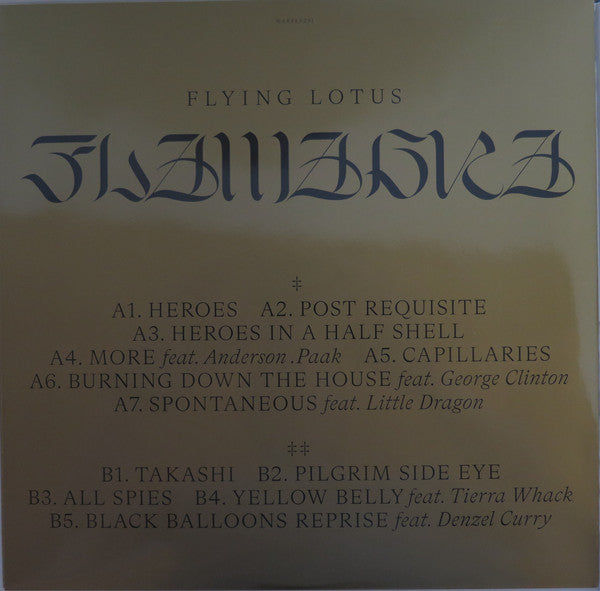 FLYING LOTUS
FLAMAGRA
‡
A1. HEROES A2. POST REQUISITE
A3. HEROES IN A HALF SHELL
A4. MORE feat. Anderson .Paak A5. CAPILLARIES
A6. BURNING DOWN THE HOUSE feat. George Clinton
A7. SPONTANEOUS feat. Little Dragon
‡‡
B1. TAKASHI B2. PILGRIM SIDE EYE
B3. ALL SPIES B4. YELLOW BELLY feat. Tierra Whack
B5. BLACK BALLOONS REPRISE feat. Denzel Curry